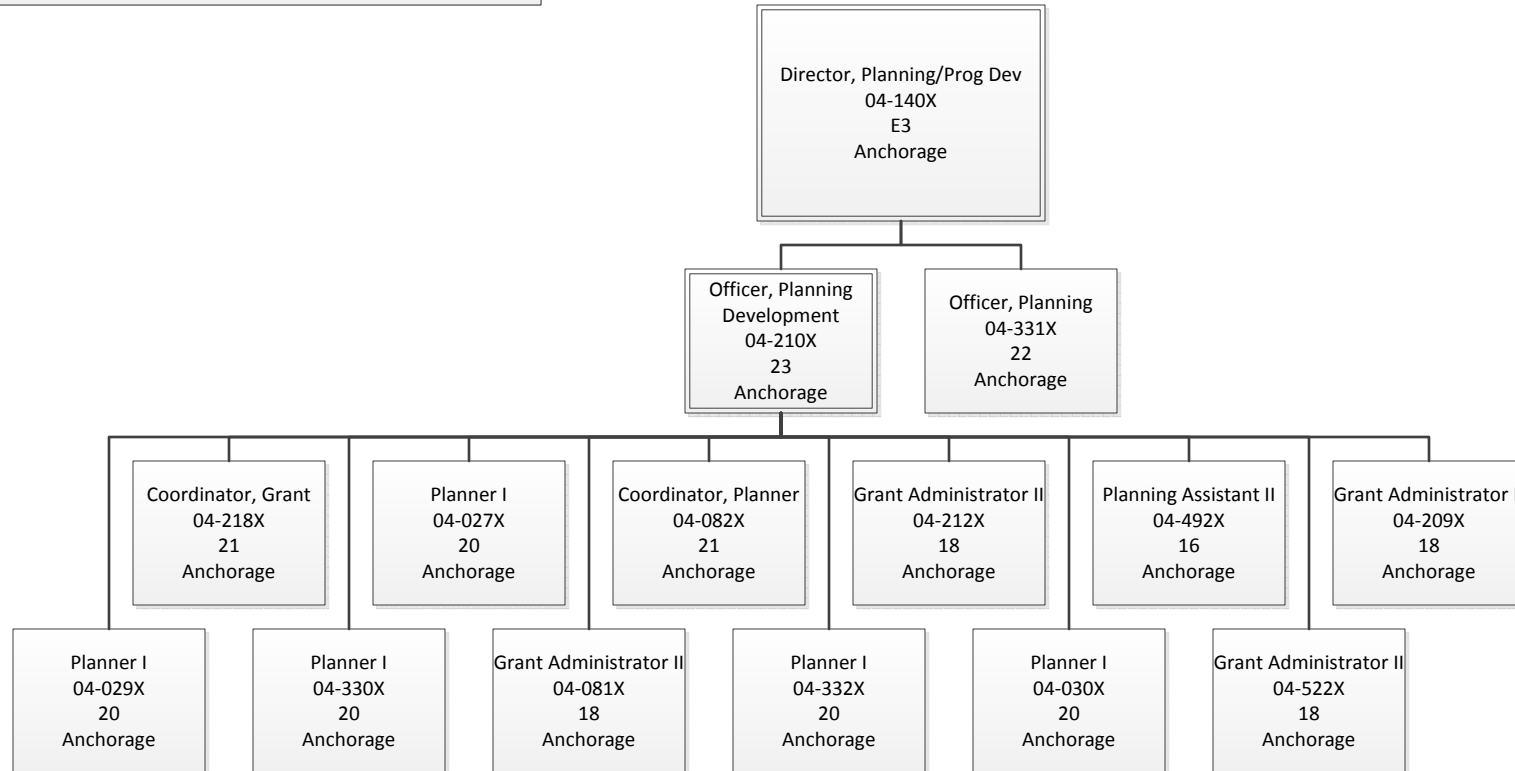 Director, Planning/Prog Dev
04-140X
E3
Anchorage
Officer, Planning
Development
04-210X
23
Anchorage
Officer, Planning
04-331X
22
Anchorage
Coordinator, Grant
04-218X
21
Anchorage
Planner I
04-027X
20
Anchorage
Coordinator, Planner
04-082X
21
Anchorage
Grant Administrator II
04-212X
18
Anchorage
Planning Assistant II
04-492X
16
Anchorage
Grant Administrator
04-209X
18
Anchorage
Planner I
04-029X
20
Anchorage
Planner I
04-330X
20
Anchorage
Grant Administrator II
04-081X
18
Anchorage
Planner I
04-332X
20
Anchorage
Planner I
04-030X
20
Anchorage
Grant Administrator II
04-522X
18
Anchorage